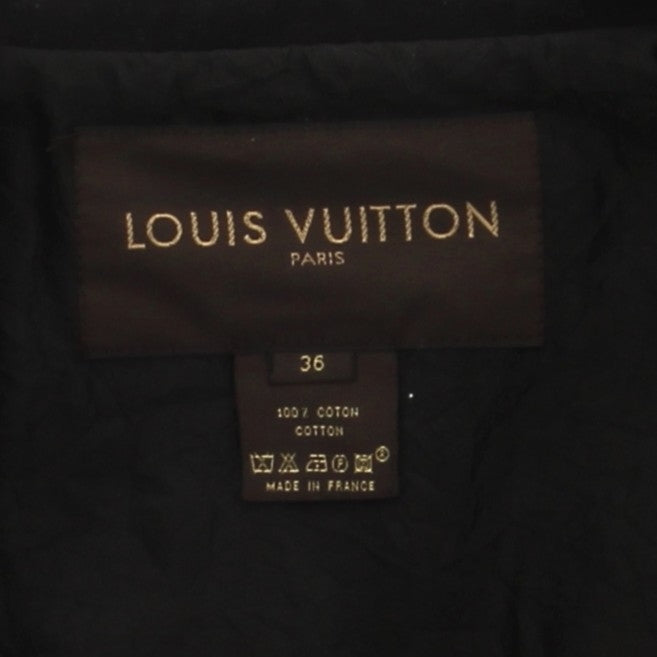 LOUIS VUITTON
PARIS
36
100% COTON
COTTON
MADE IN FRANCE